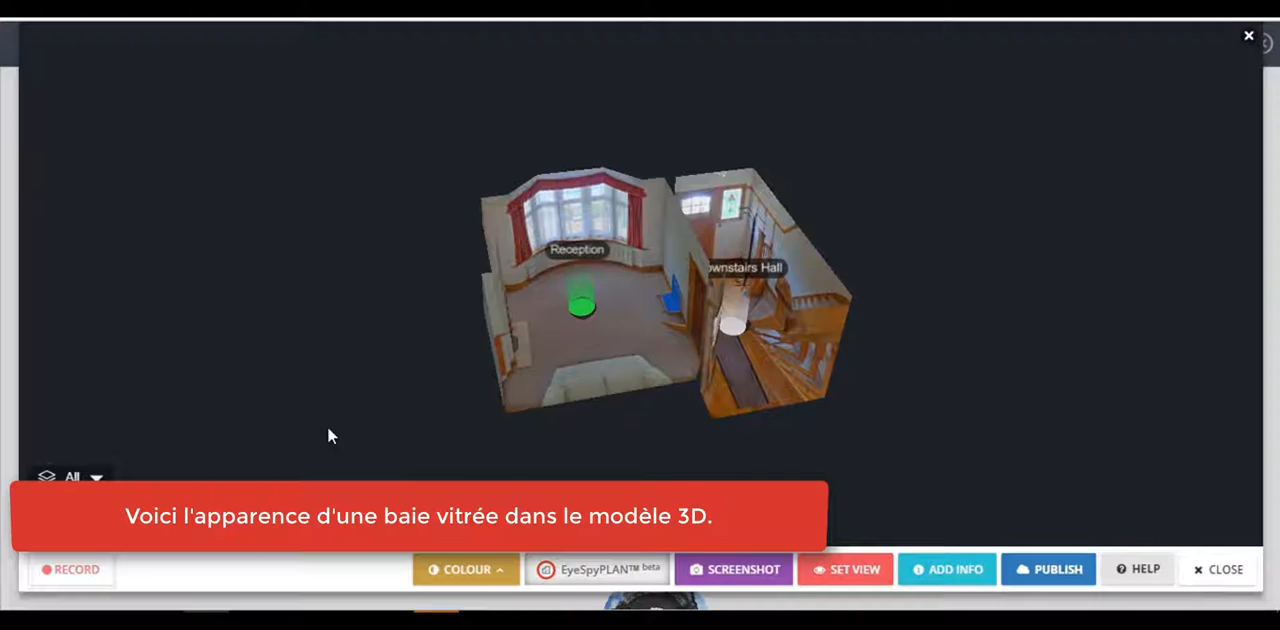 Reception
ownstairs Hall
All
Voici l'apparence d'une baie vitrée dans le modèle 3D.
RECORD
COLOUR
EyeSpyPLAN™ beta
SCREENSHOT
SET VIEW
ADD INFO
PUBLISH
HELP
CLOSE